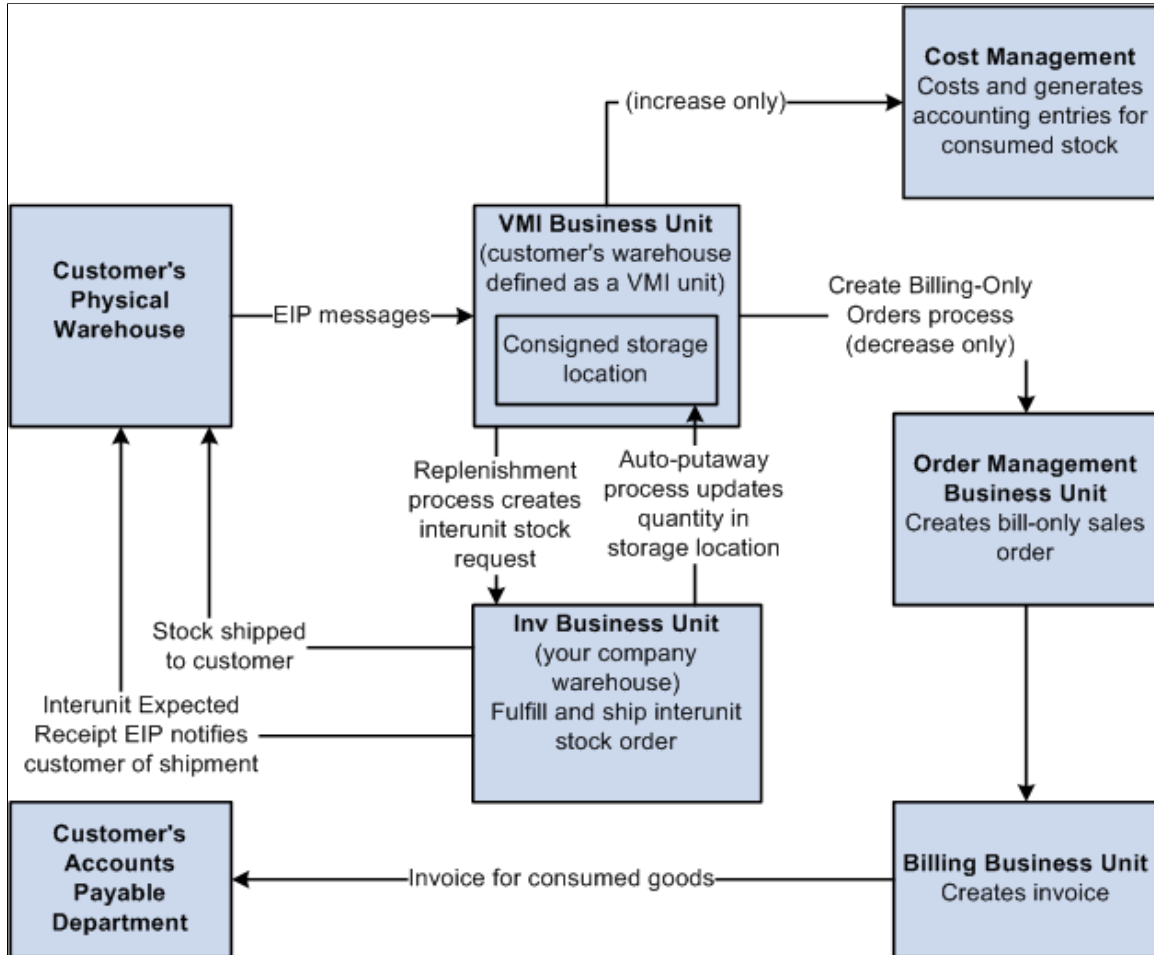 Cost Management
Costs and generates
accounting entries for
consumed stock
(increase only)
Customer's
Physical
Warehouse
EIP messages
VMI Business Unit
(customer's warehouse
defined as a VMI unit)
Consigned storage
location
Create Billing-Only
Orders process
(decrease only)
Replenishment
process creates
interunit stock
request
Auto-putaway
process updates
quantity in
storage location
Order Management
Business Unit
Creates bill-only sales
order
Stock shipped
to customer
Inv Business Unit
(your company
warehouse)
Fulfill and ship interunit
stock order
Interunit Expected
Receipt EIP notifies
customer of shipment
Customer's
Accounts
Payable
Department
Invoice for consumed goods
Billing Business Unit
Creates invoice